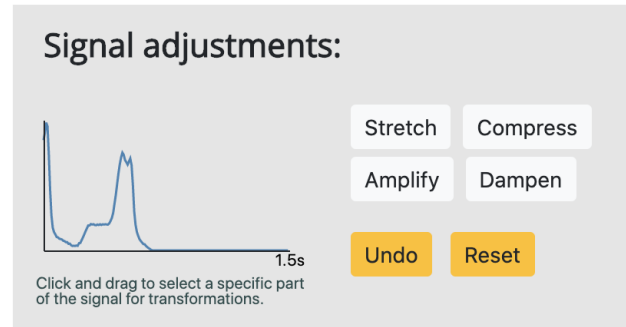 Signal adjustments:
Stretch
Compress
Amplify
Dampen
1.5s
Undo
Reset
Click and drag to select a specific part
of the signal for transformations.